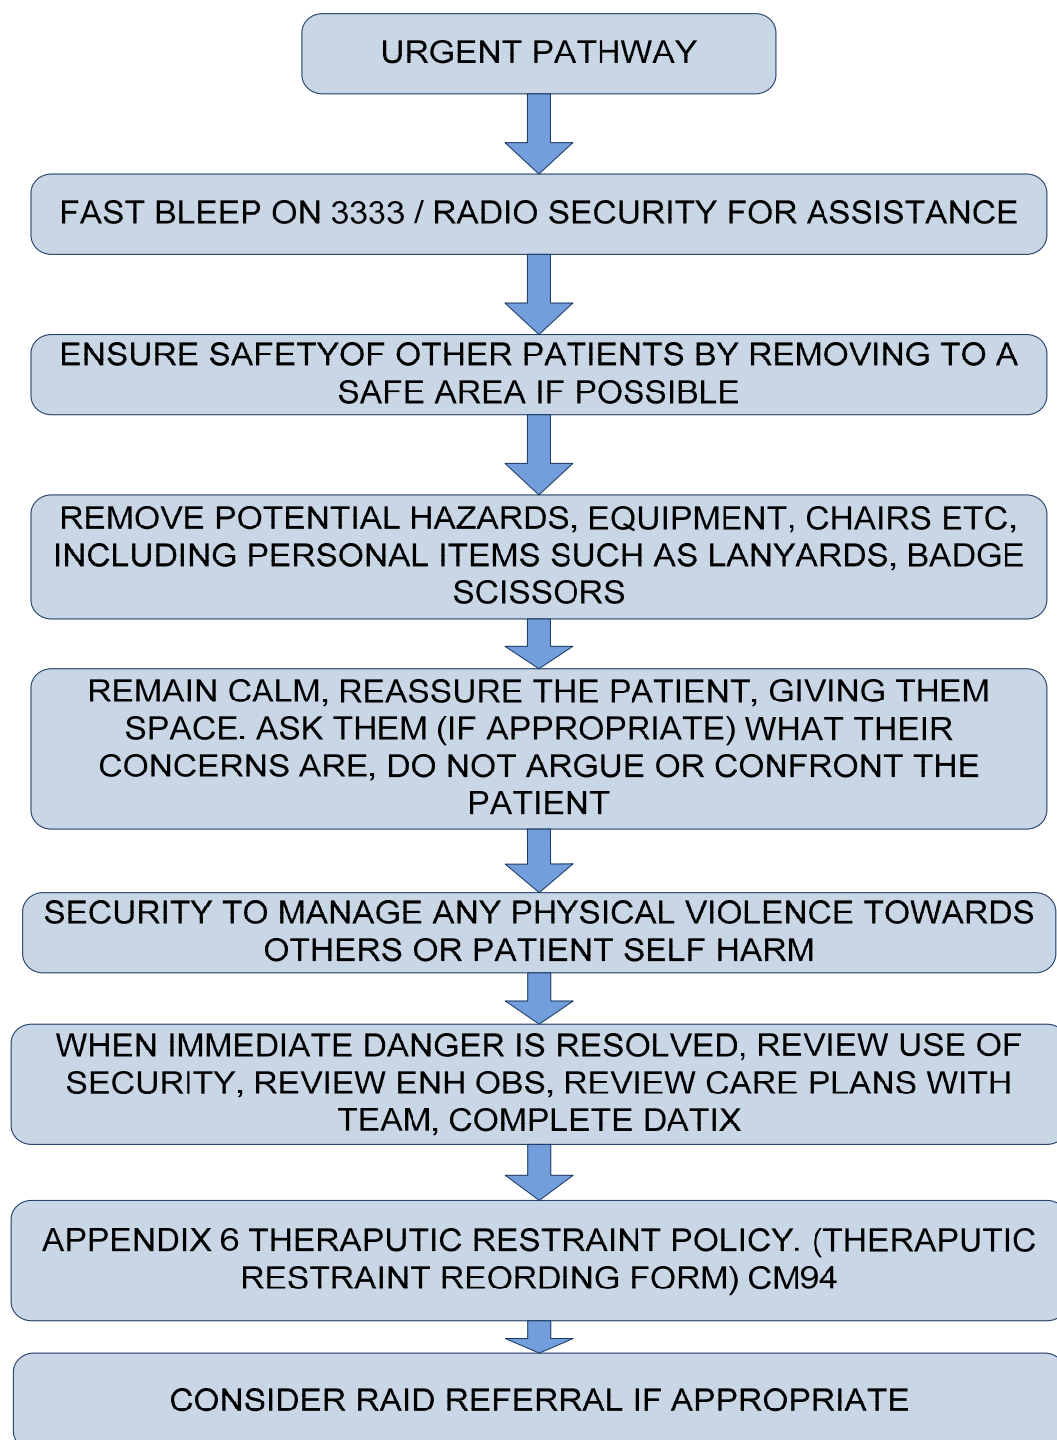 URGENT PATHWAY
FAST BLEEP ON 3333 / RADIO SECURITY FOR ASSISTANCE
ENSURE SAFETYOF OTHER PATIENTS BY REMOVING TO A
SAFE AREA IF POSSIBLE
REMOVE POTENTIAL HAZARDS, EQUIPMENT, CHAIRS ETC,
INCLUDING PERSONAL ITEMS SUCH AS LANYARDS, BADGE
SCISSORS
REMAIN CALM, REASSURE THE PATIENT, GIVING THEM
SPACE. ASK THEM (IF APPROPRIATE) WHAT THEIR
CONCERNS ARE, DO NOT ARGUE OR CONFRONT THE
PATIENT
SECURITY TO MANAGE ANY PHYSICAL VIOLENCE TOWARDS
OTHERS OR PATIENT SELF HARM
WHEN IMMEDIATE DANGER IS RESOLVED, REVIEW USE OF
SECURITY, REVIEW ENH OBS, REVIEW CARE PLANS WITH
TEAM, COMPLETE DATIX
APPENDIX 6 THERAPUTIC RESTRAINT POLICY. (THERAPUTIC
RESTRAINT REORDING FORM) CM94
CONSIDER RAID REFERRAL IF APPROPRIATE